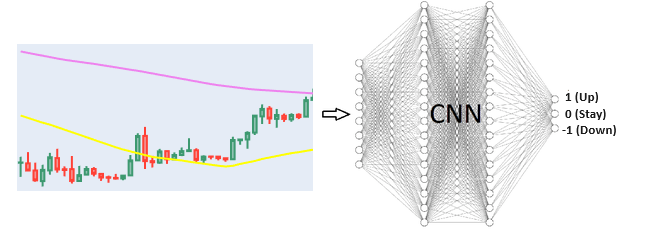 CNN
1 (Up)
0 (Stay)
-1 (Down)